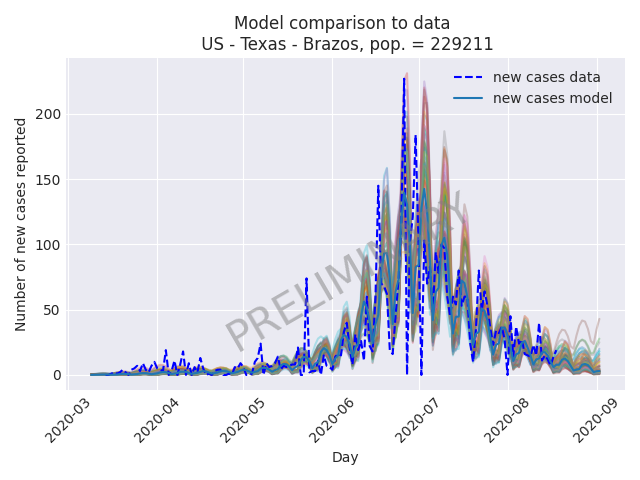 Model comparison to data
US - Texas - Brazos, pop. = 229211
new cases data
new cases model
Number of new cases reported
200
150
100
50
0
PRELIMINARY
2020-03
2020-04
2020-05
2020-06
2020-07
2020-08
2020-09
Day